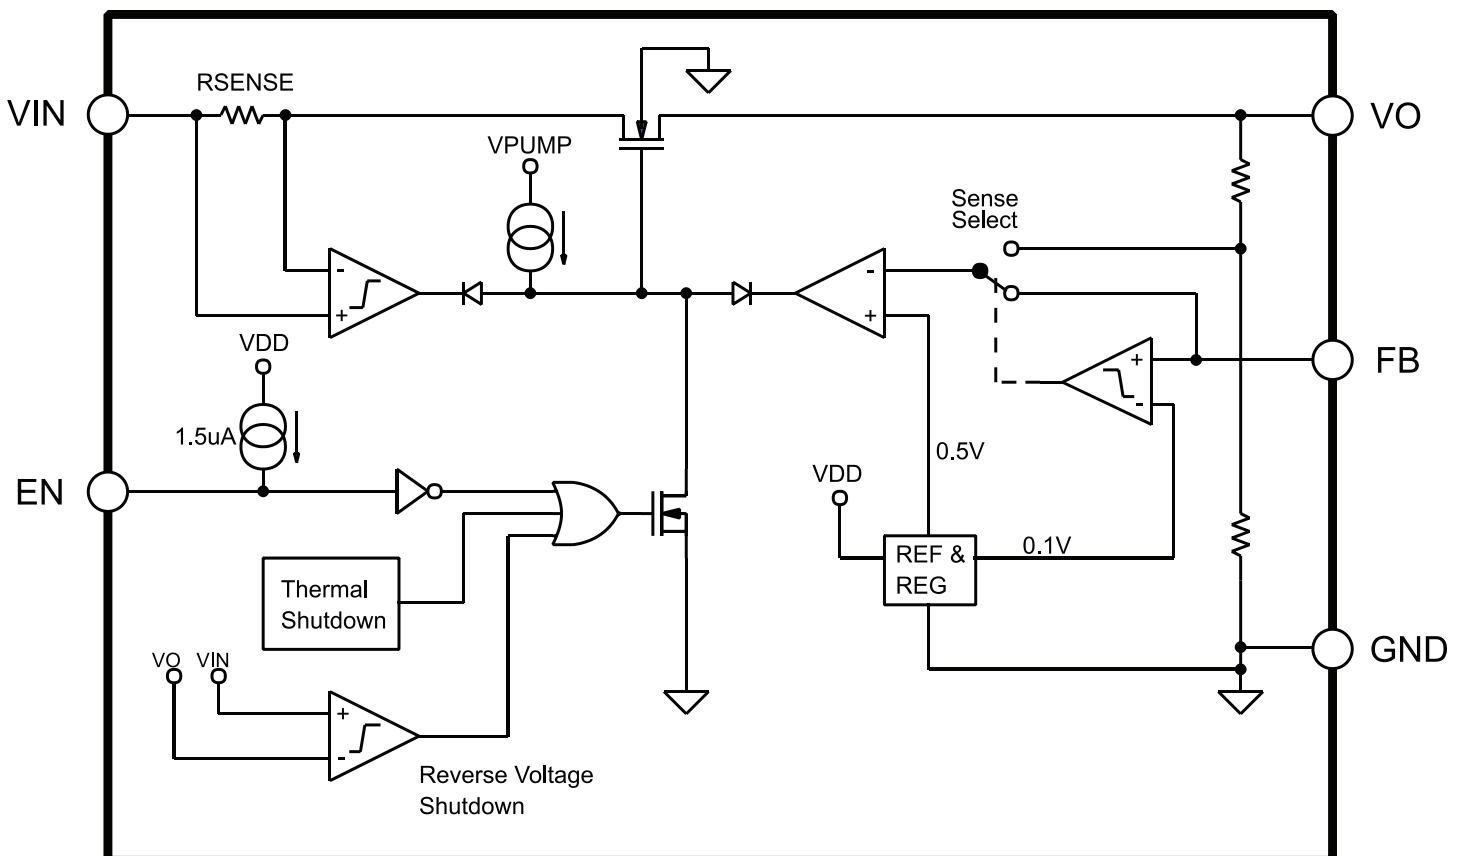 RSENSE
VIN
VO
VPUMP
Sense
Select
-
+
-
+
VDD
1.5uA
+
-
FB
EN
0.5V
VDD
0.1V
REF &
REG
Thermal
Shutdown
GND
VO
VIN
+
-
Reverse Voltage
Shutdown